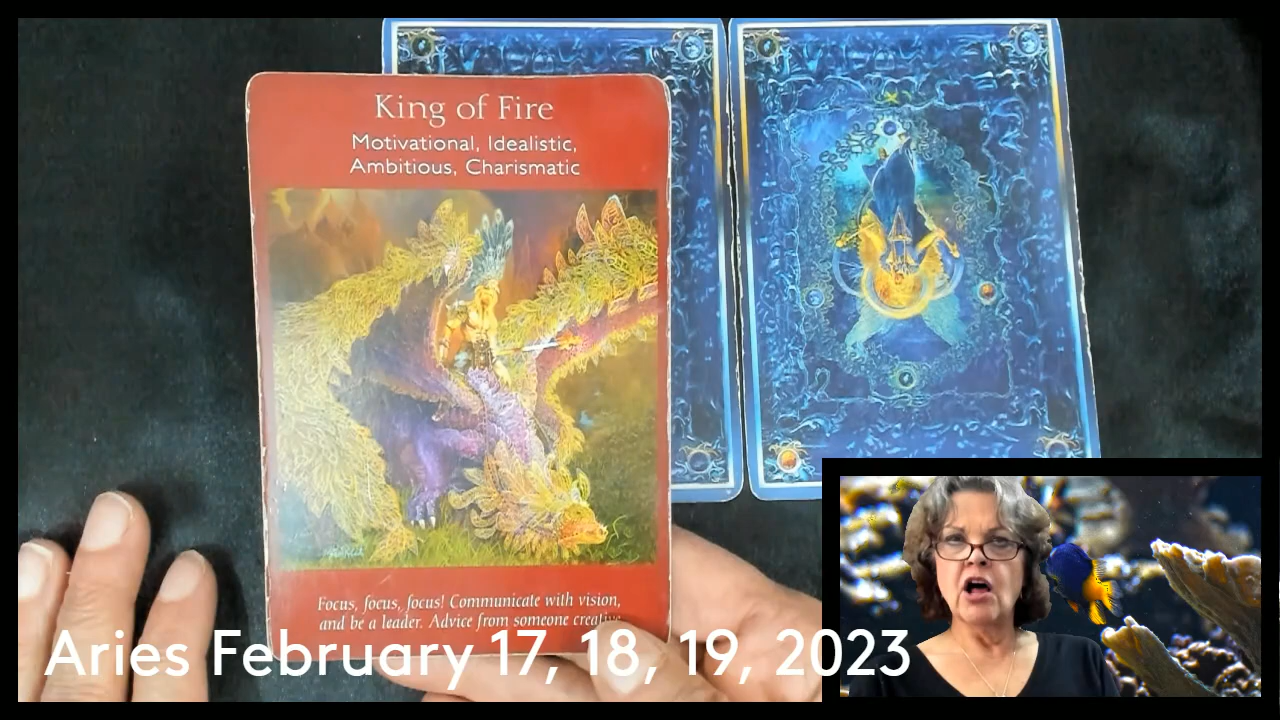 King of Fire
Motivational, Idealistic,
Ambitious, Charismatic
Focus, focus, focus! Communicate with vision,
and be a leader. Advice from someone creative
Aries February 17, 18, 19, 2023